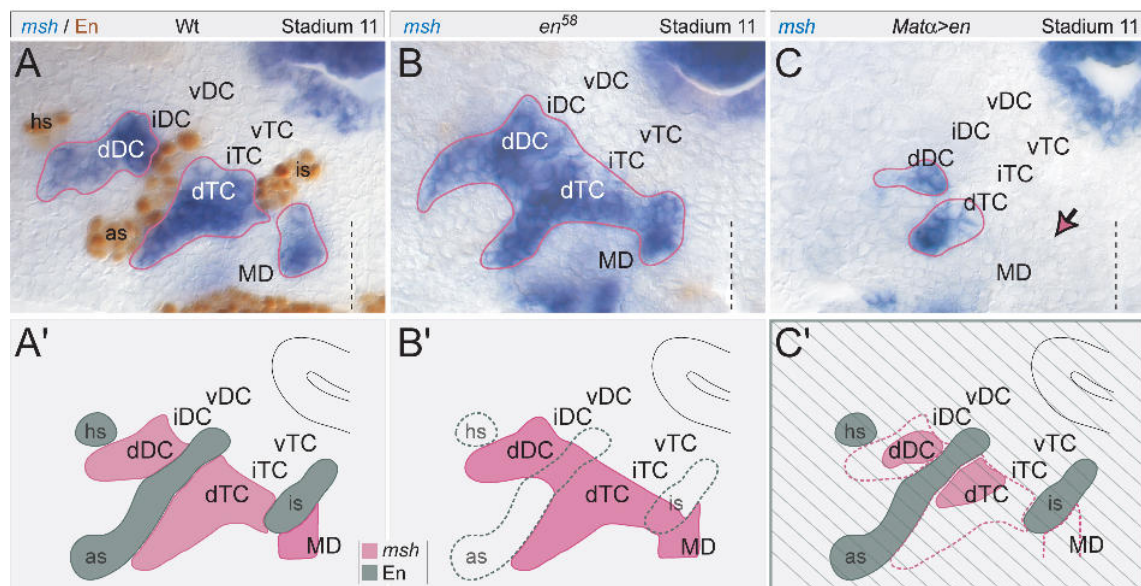 msh / En Wt Stadium 11
msh en58 Stadium 11
msh Matα>en Stadium 11
A
vDC
hs
iDC
dDC
vTC
iTC
is
dTC
as
MD
B
vDC
iDC
dDC
vTC
iTC
dTC
MD
C
vDC
iDC
vTC
dDC
iTC
dTC
MD
A'
vDC
iDC
hs
dDC
vTC
iTC
dTC
is
as
MD
B'
vDC
iDC
hs
dDC
vTC
iTC
dTC
is
as
MD
msh
En
C'
vDC
iDC
hs
dDC
vTC
iTC
dTC
is
as
MD